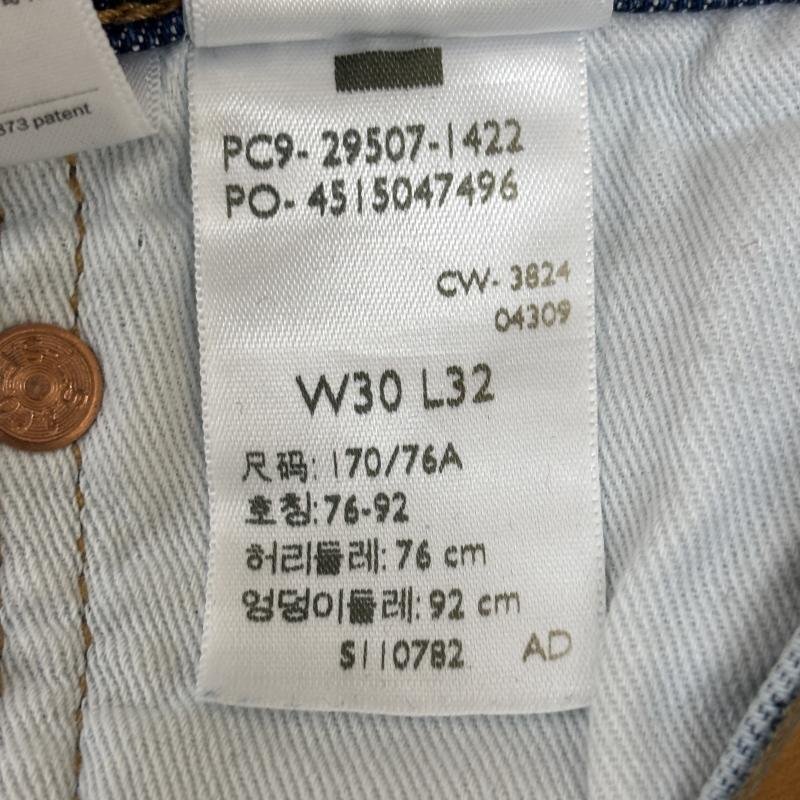 873 patent
PC9- 29507-1422
PO- 4515047496
CW- 3824
04309
W30 L32
尺码: 170/76A
호칭:76-92
허리둘레: 76 cm
엉덩이둘레: 92 cm
S110782 AD